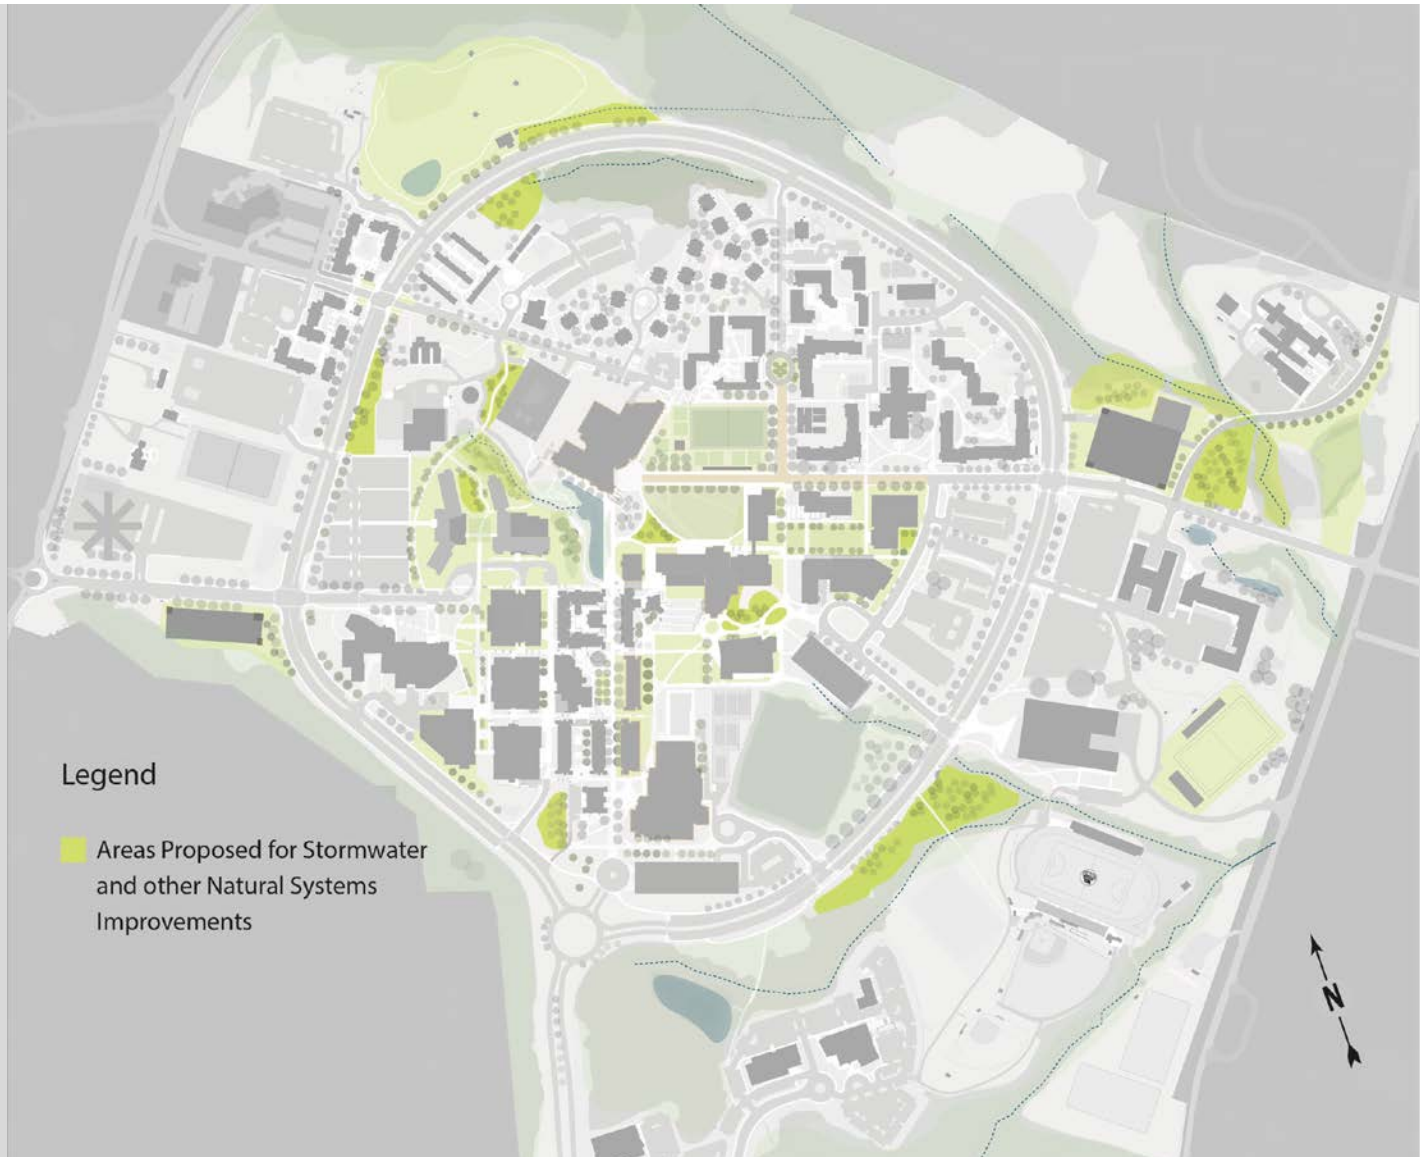 Legend
Areas Proposed for Stormwater
and other Natural Systems
Improvements
N